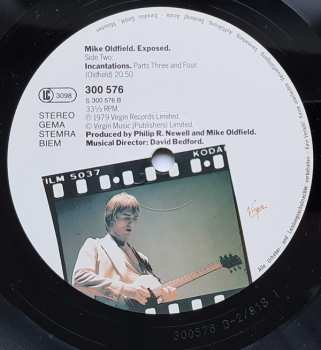 Mike Oldfield. Exposed.
Side Two:
Incantations. Parts Three and Four
(Oldfield) 20.50
LC 3098
300 576
S 300 576 B
33⅓ RPM.
STEREO
GEMA
STEMRA
BIEM
℗ 1979 Virgin Records Limited.
© Virgin Music (Publishers) Limited.
Produced by Philip R. Newell and Mike Oldfield.
Musical Director: David Bedford.
ILM 5037
KODA
Virgin